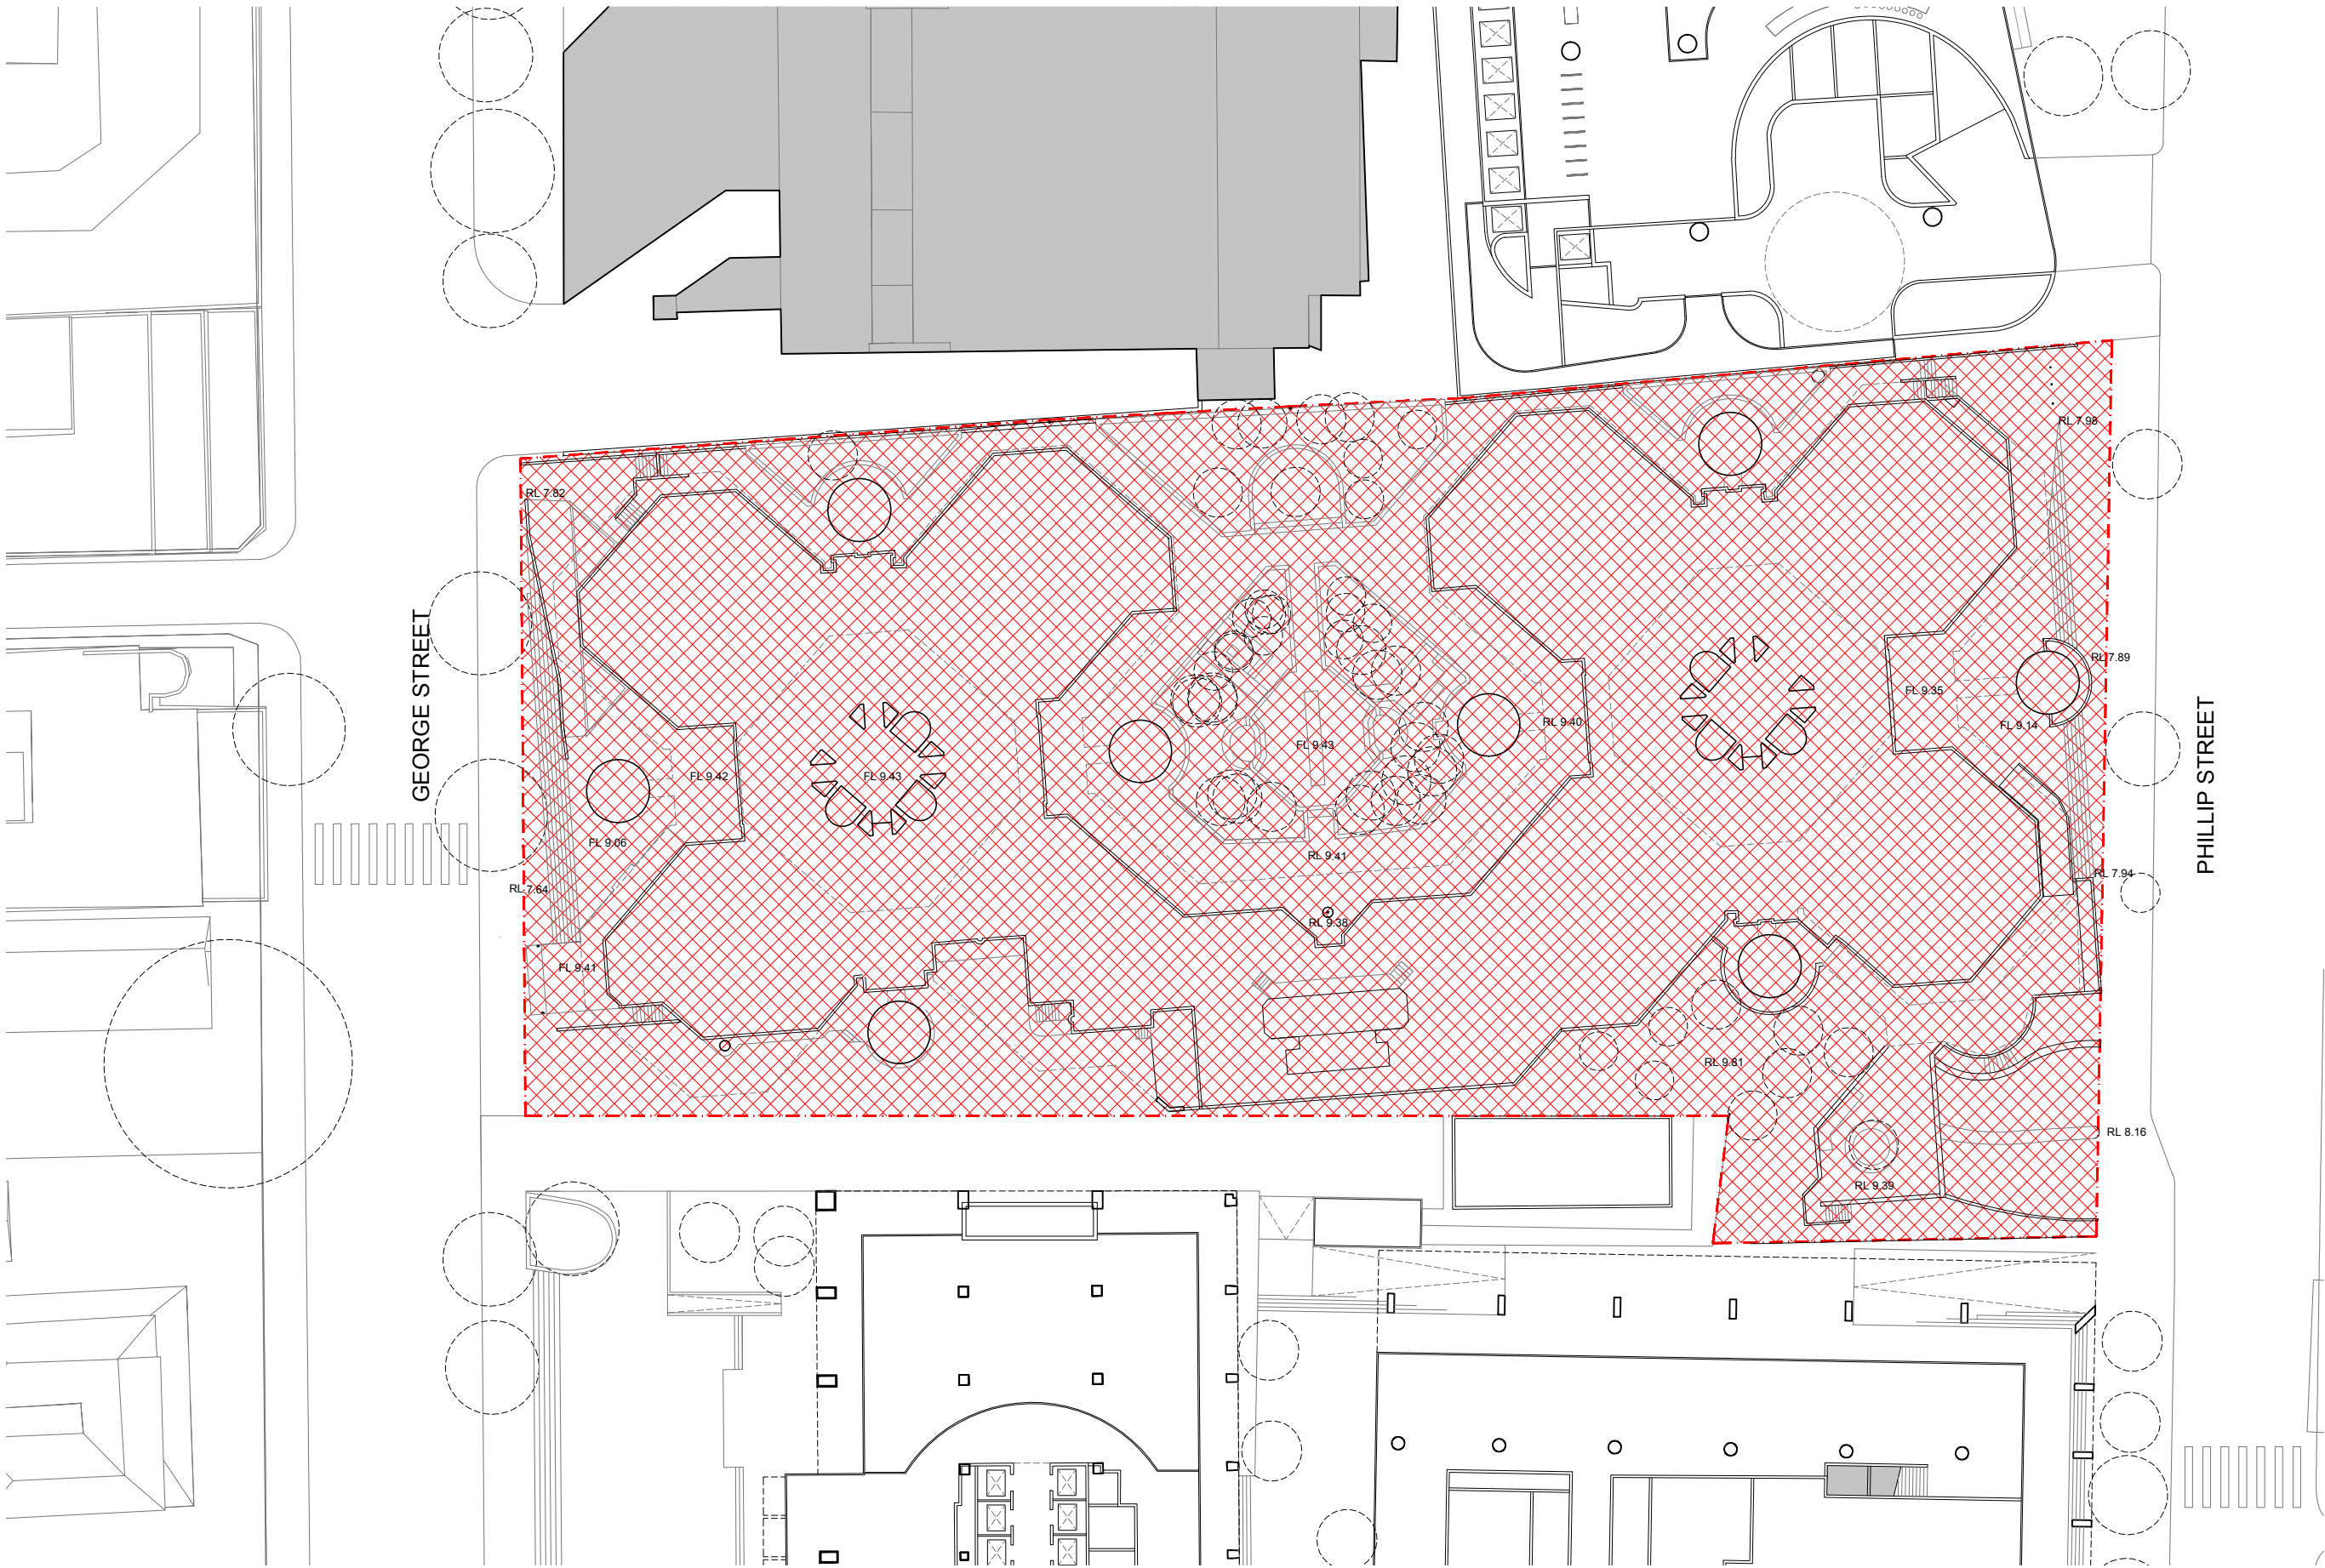 RL 7.98
RL 7.82
GEORGE STREET
RL 7.89
FL 9.35
PHILLIP STREET
FL 9.14
RL 9.40
FL 9.43
FL 9.42
FL 9.43
FL 9.06
RL 9.41
RL 7.94
RL 7.64
RL 9.38
FL 9.41
RL 9.81
RL 8.16
RL 9.39